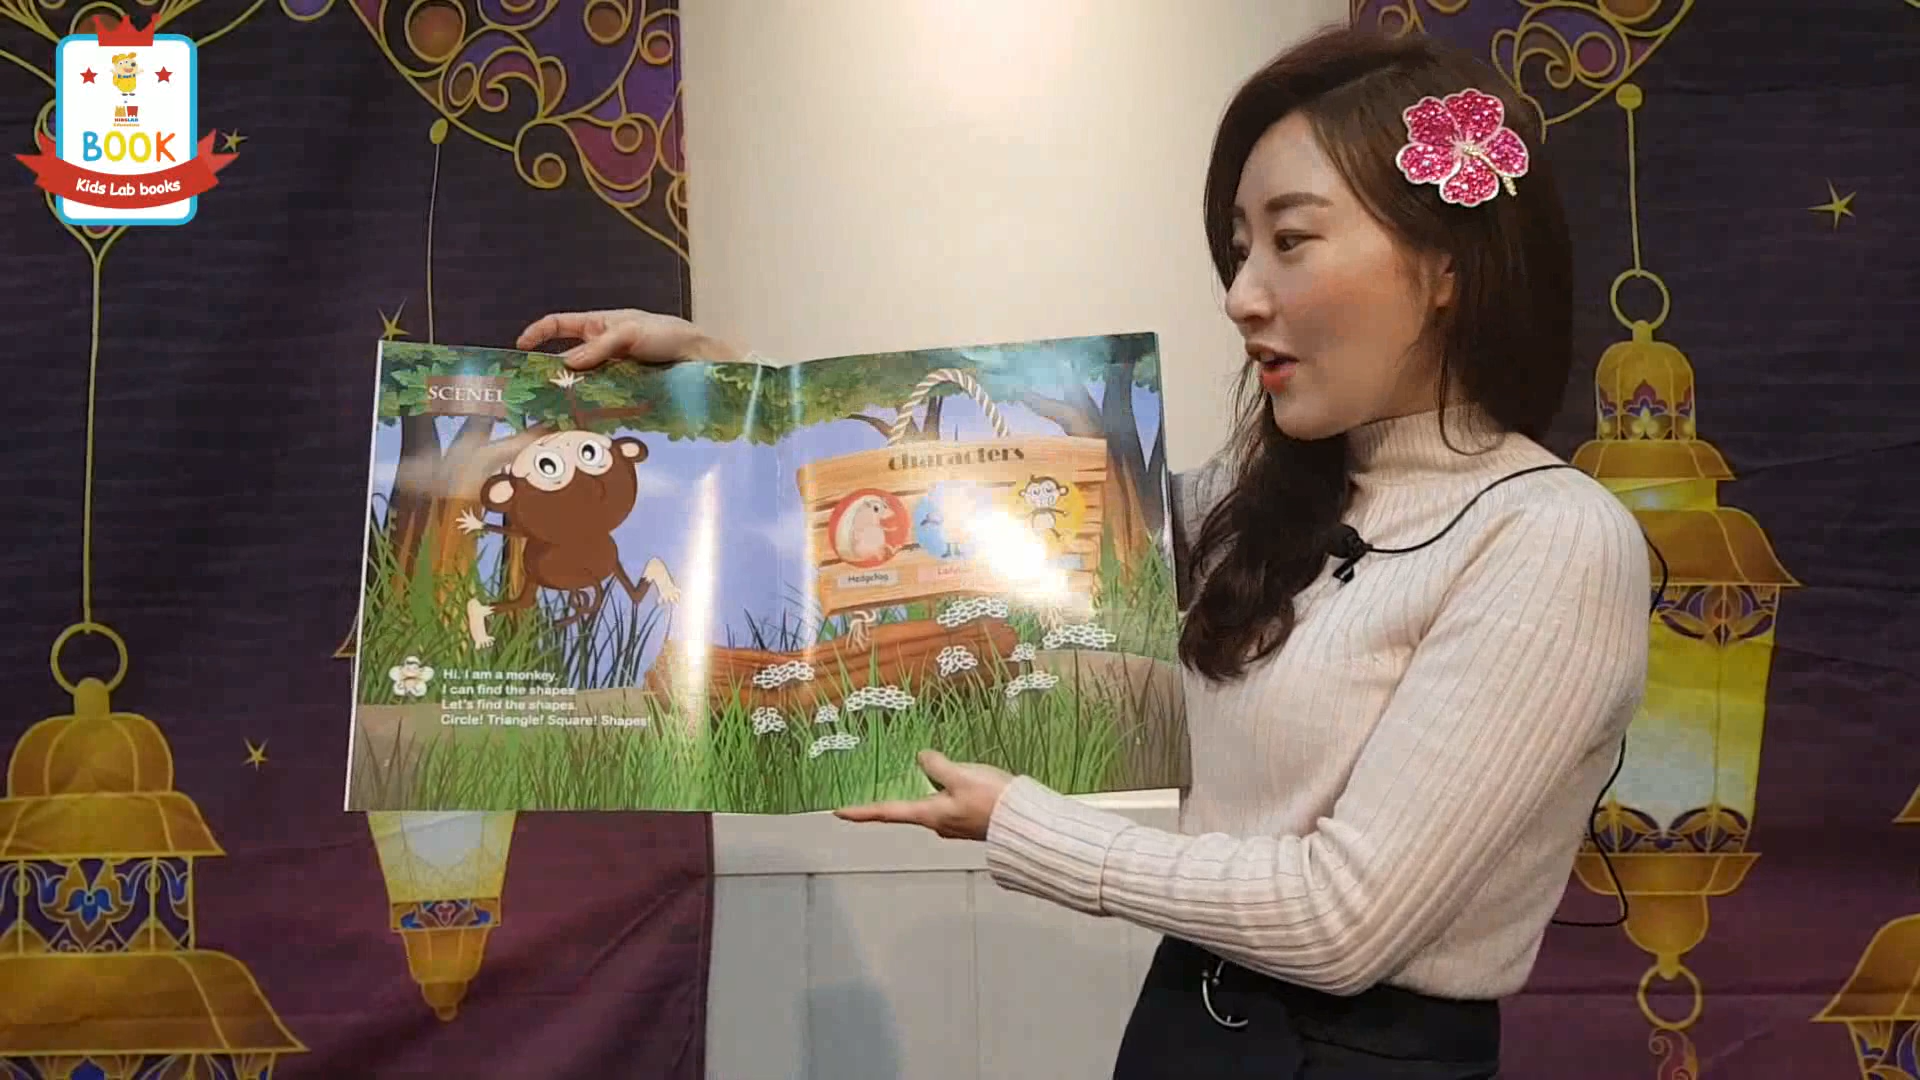 KIDSLAB
BOOK
Kids Lab books
SCENE1
Hi. I am a monkey.
I can find the shapes.
Let's find the shapes.
Circle! Triangle! Square! Shapes!
characters
Hedgehog